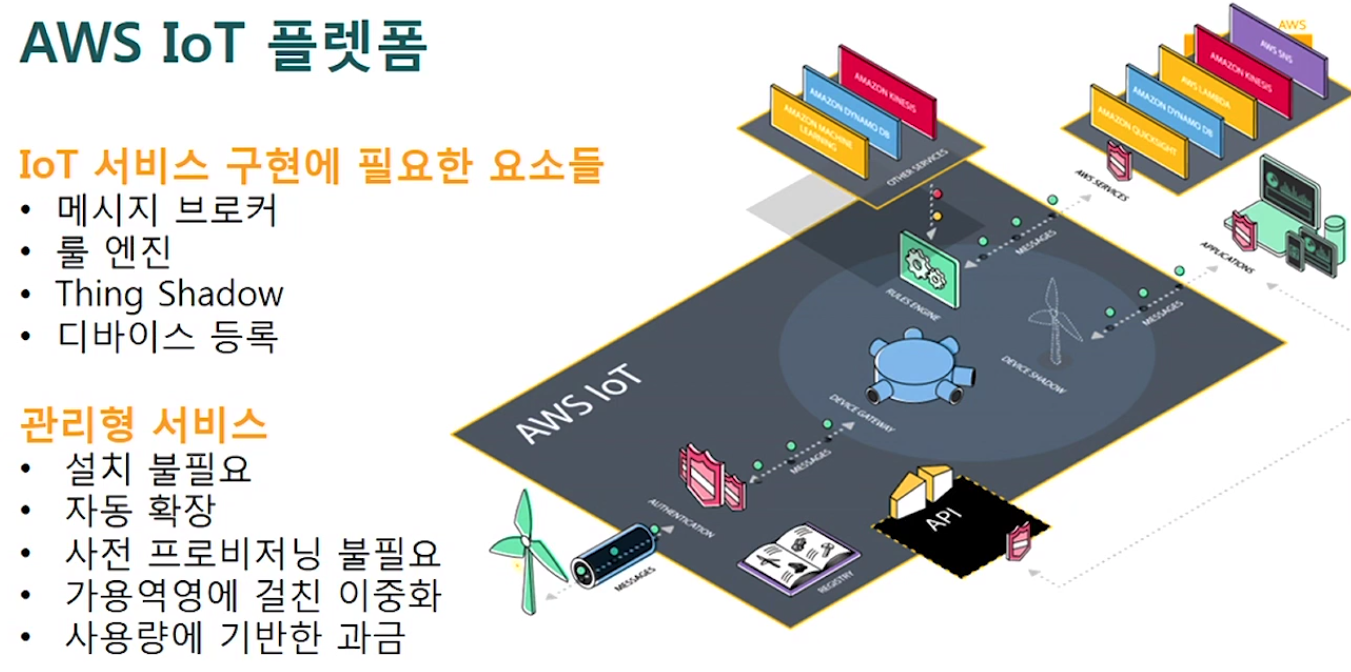 AWS IoT 플렛폼
IoT 서비스 구현에 필요한 요소들
• 메시지 브로커
• 룰 엔진
• Thing Shadow
• 디바이스 등록
관리형 서비스
• 설치 불필요
• 자동 확장
• 사전 프로비저닝 불필요
• 가용역영에 걸친 이중화
• 사용량에 기반한 과금
AMAZON KINESIS
AMAZON DYNAMO DB
AMAZON MACHINE
LEARNING
OTHER SERVICES
AWS
AWS SNS
AMAZON KINESIS
AWS LAMBDA
AMAZON DYNAMO DB
AMAZON QUICKSIGHT
AWS SERVICES
MESSAGES
APPLICATIONS
MESSAGES
RULES ENGINE
DEVICE SHADOW
AWS IoT
DEVICE GATEWAY
MESSAGES
AUTHENTICATION
MESSAGES
REGISTRY
API